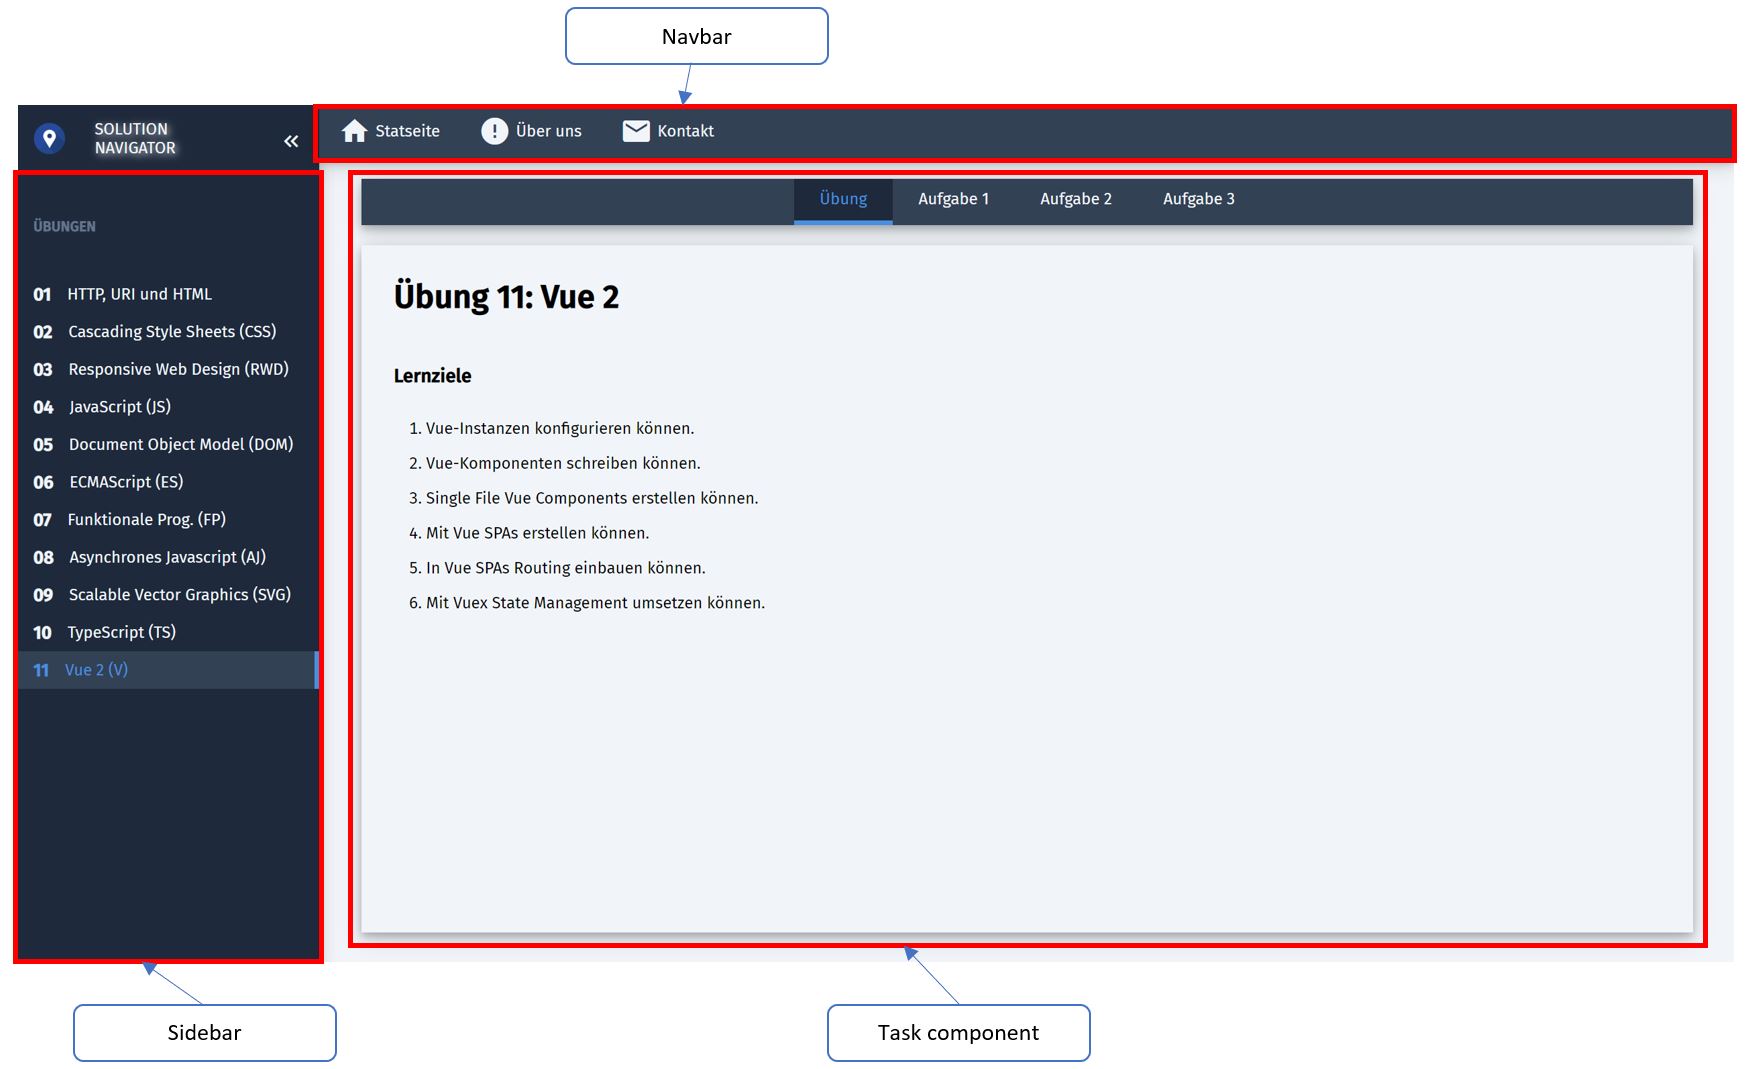 Navbar
SOLUTION
NAVIGATOR
Statseite
Über uns
Kontakt
ÜBUNGEN
01 HTTP, URI und HTML
02 Cascading Style Sheets (CSS)
03 Responsive Web Design (RWD)
04 JavaScript (JS)
05 Document Object Model (DOM)
06 ECMAScript (ES)
07 Funktionale Prog. (FP)
08 Asynchrones Javascript (AJ)
09 Scalable Vector Graphics (SVG)
10 TypeScript (TS)
11 Vue 2 (V)
Übung
Aufgabe 1
Aufgabe 2
Aufgabe 3
Übung 11: Vue 2
Lernziele
1. Vue-Instanzen konfigurieren können.
2. Vue-Komponenten schreiben können.
3. Single File Vue Components erstellen können.
4. Mit Vue SPAs erstellen können.
5. In Vue SPAs Routing einbauen können.
6. Mit Vuex State Management umsetzen können.
Sidebar
Task component